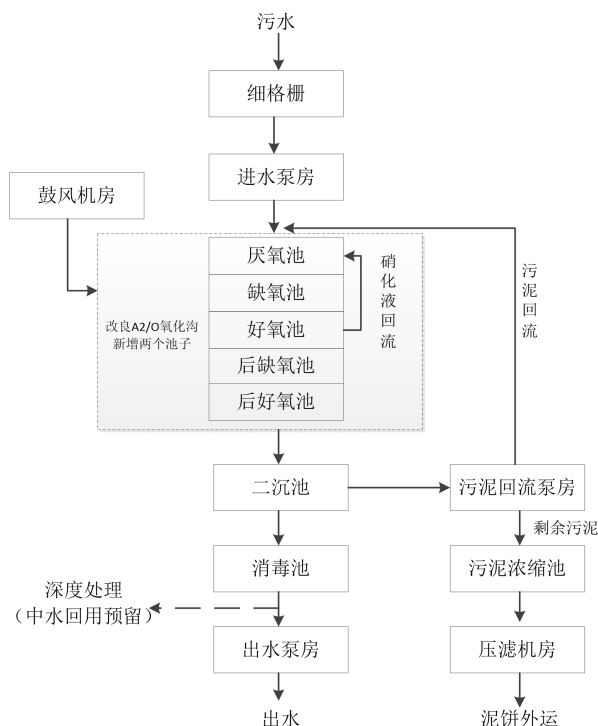 污水
细格栅
进水泵房
鼓风机房
厌氧池
缺氧池
好氧池
后缺氧池
后好氧池
硝化液回流
改良A2/O氧化沟
新增两个池子
污泥回流
二沉池
污泥回流泵房
剩余污泥
消毒池
污泥浓缩池
深度处理
（中水回用预留）
出水泵房
压滤机房
出水
泥饼外运